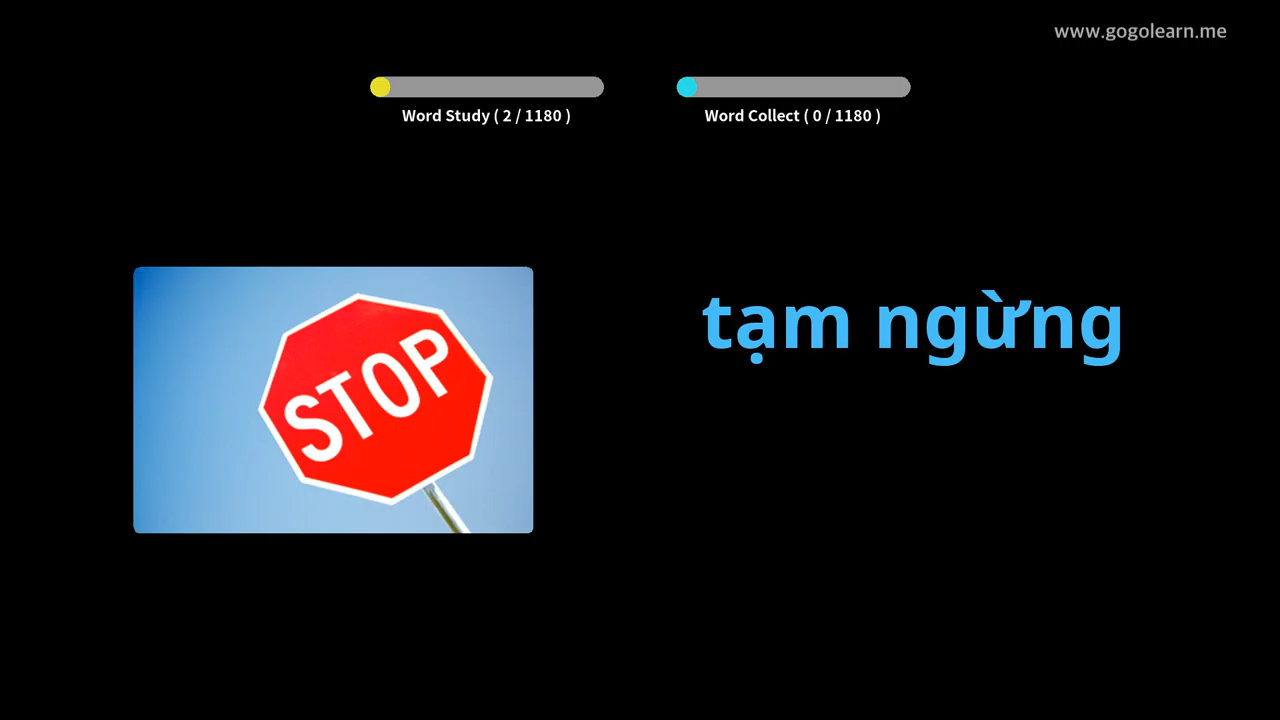 www.gogolearn.me
Word Study ( 2 / 1180 )
Word Collect ( 0 / 1180 )
STOP
tạm ngừng